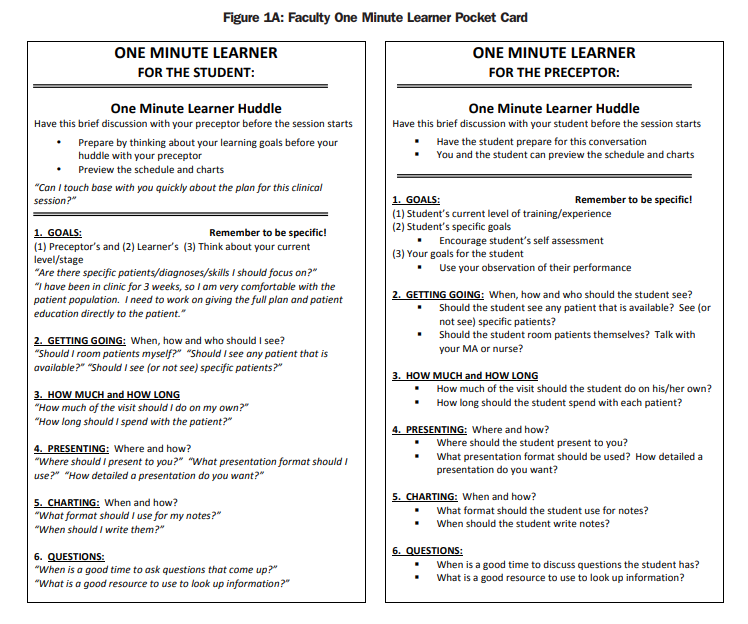 Figure 1A: Faculty One Minute Learner Pocket Card
ONE MINUTE LEARNER
FOR THE STUDENT:
One Minute Learner Huddle
Have this brief discussion with your preceptor before the session starts
• Prepare by thinking about your learning goals before your
huddle with your preceptor
• Preview the schedule and charts
"Can I touch base with you quickly about the plan for this clinical
session?"
1. GOALS: Remember to be specific!
(1) Preceptor's and (2) Learner's (3) Think about your current
level/stage
"Are there specific patients/diagnoses/skills I should focus on?"
"I have been in clinic for 3 weeks, so I am very comfortable with the
patient population. I need to work on giving the full plan and patient
education directly to the patient."
2. GETTING GOING: When, how and who should I see?
"Should I room patients myself?" "Should I see any patient that is
available?" "Should I see (or not see) specific patients?"
3. HOW MUCH and HOW LONG
"How much of the visit should I do on my own?"
"How long should I spend with the patient?"
4. PRESENTING: Where and how?
"Where should I present to you?" "What presentation format should I
use?" "How detailed a presentation do you want?"
5. CHARTING: When and how?
"What format should I use for my notes?"
"When should I write them?"
6. QUESTIONS:
"When is a good time to ask questions that come up?"
"What is a good resource to use to look up information?"
ONE MINUTE LEARNER
FOR THE PRECEPTOR:
One Minute Learner Huddle
Have this brief discussion with your student before the session starts
▪ Have the student prepare for this conversation
▪ You and the student can preview the schedule and charts
1. GOALS: Remember to be specific!
(1) Student's current level of training/experience
(2) Student's specific goals
▪ Encourage student's self assessment
(3) Your goals for the student
▪ Use your observation of their performance
2. GETTING GOING: When, how and who should the student see?
▪ Should the student see any patient that is available? See (or
not see) specific patients?
▪ Should the student room patients themselves? Talk with
your MA or nurse?
3. HOW MUCH and HOW LONG
▪ How much of the visit should the student do on his/her own?
▪ How long should the student spend with each patient?
4. PRESENTING: Where and how?
▪ Where should the student present to you?
▪ What presentation format should be used? How detailed a
presentation do you want?
5. CHARTING: When and how?
▪ What format should the student use for notes?
▪ When should the student write notes?
6. QUESTIONS:
▪ When is a good time to discuss questions the student has?
▪ What is a good resource to use to look up information?